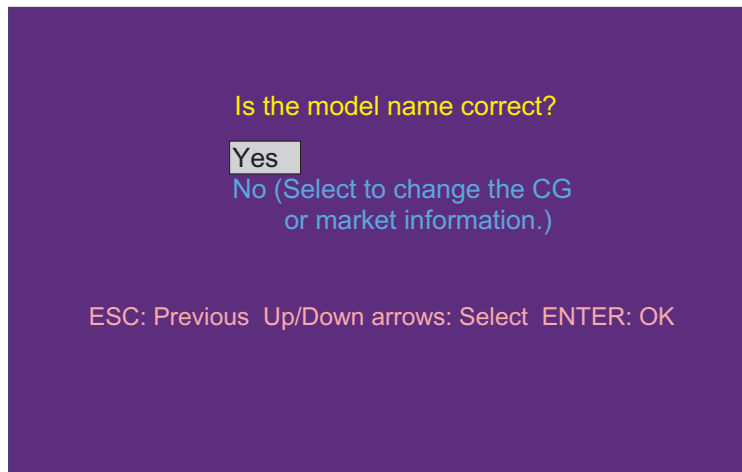 Is the model name correct?
Yes
No (Select to change the CG
or market information.)
ESC: Previous  Up/Down arrows: Select  ENTER: OK